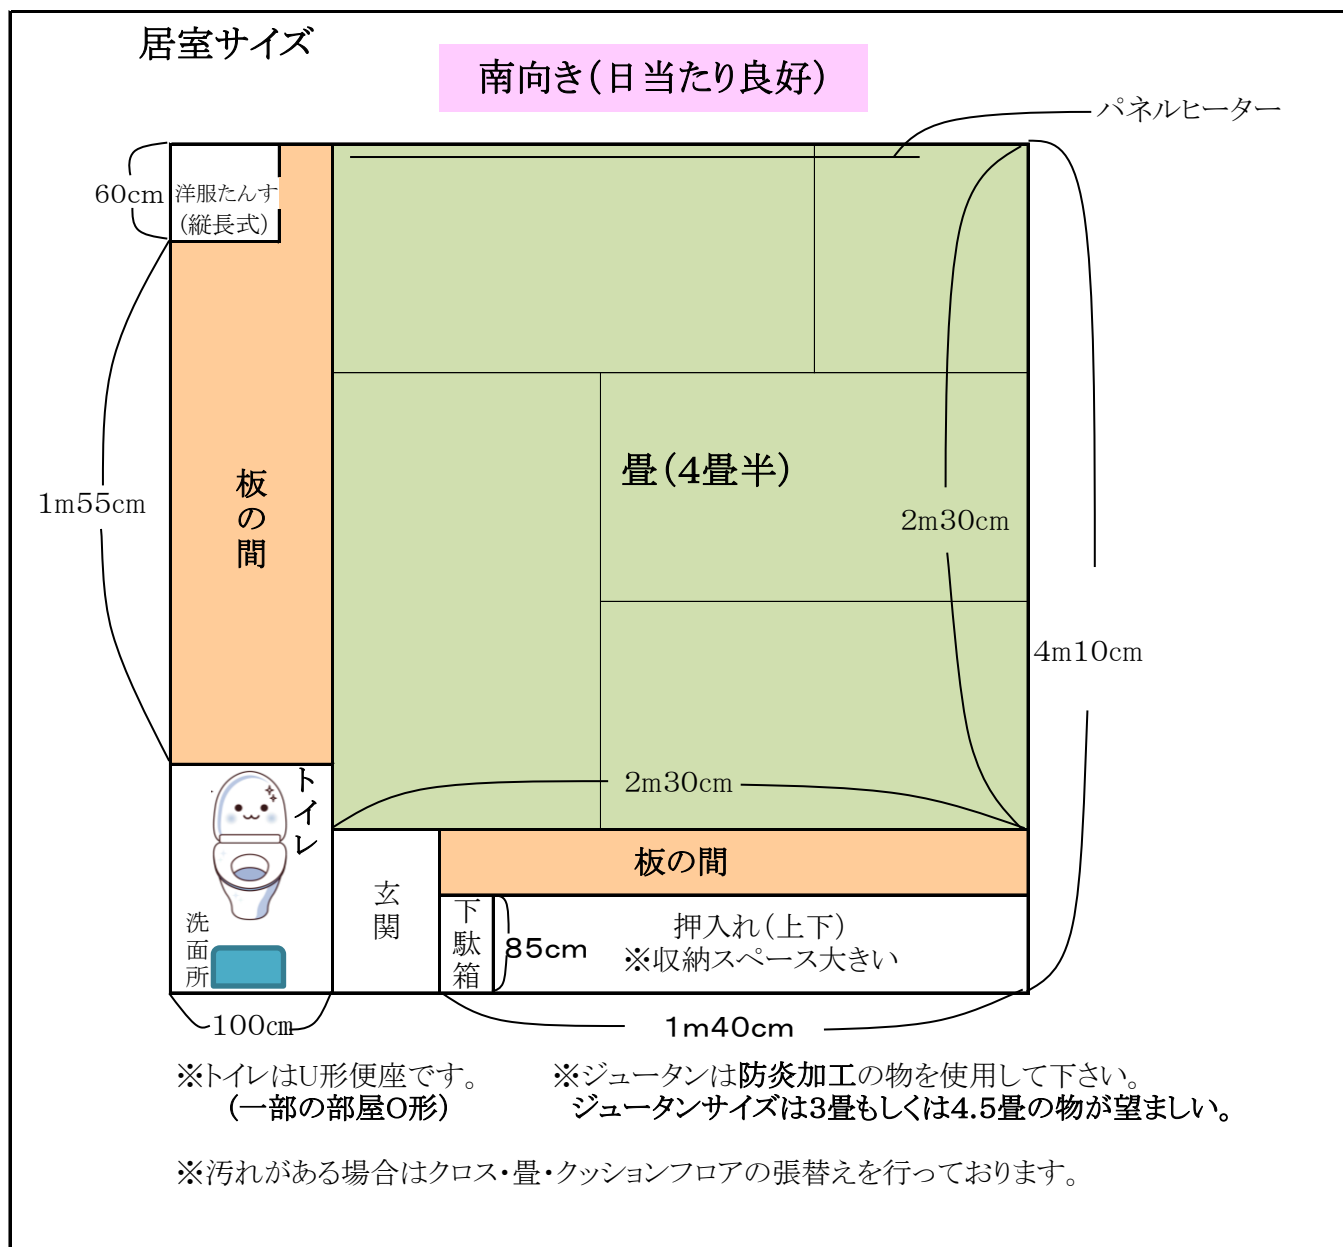 居室サイズ
南向き(日当たり良好)
パネルヒーター
60cm
洋服たんす
(縦長式)
1m55cm
板の間
畳(4畳半)
2m30cm
4m10cm
2m30cm
トイレ
洗面所
玄関
板の間
下駄箱
85cm
押入れ(上下)
※収納スペース大きい
100cm
1m40cm
※トイレはU形便座です。
(一部の部屋O形)
※ジュータンは防炎加工の物を使用して下さい。
ジュータンサイズは3畳もしくは4.5畳の物が望ましい。
※汚れがある場合はクロス・畳・クッションフロアの張替えを行っております。